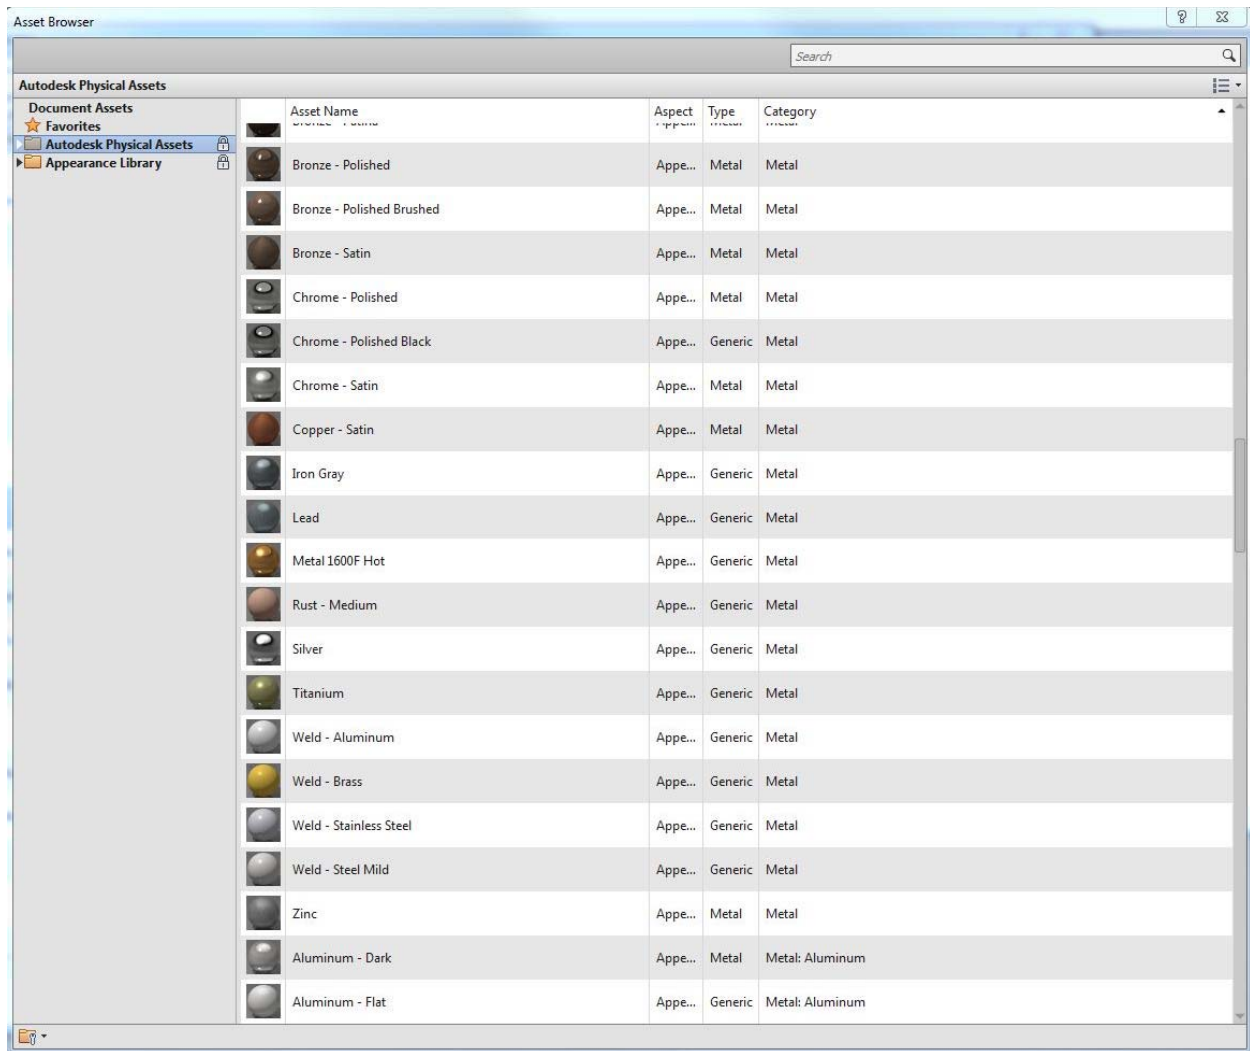 Asset Browser
Search
Autodesk Physical Assets
Document Assets
Favorites
Autodesk Physical Assets
Appearance Library
Asset Name Aspect Type Category
Bronze - Polished Appe... Metal Metal
Bronze - Polished Brushed Appe... Metal Metal
Bronze - Satin Appe... Metal Metal
Chrome - Polished Appe... Metal Metal
Chrome - Polished Black Appe... Generic Metal
Chrome - Satin Appe... Metal Metal
Copper - Satin Appe... Metal Metal
Iron Gray Appe... Generic Metal
Lead Appe... Generic Metal
Metal 1600F Hot Appe... Generic Metal
Rust - Medium Appe... Generic Metal
Silver Appe... Generic Metal
Titanium Appe... Generic Metal
Weld - Aluminum Appe... Generic Metal
Weld - Brass Appe... Generic Metal
Weld - Stainless Steel Appe... Generic Metal
Weld - Steel Mild Appe... Generic Metal
Zinc Appe... Metal Metal
Aluminum - Dark Appe... Metal Metal: Aluminum
Aluminum - Flat Appe... Generic Metal: Aluminum